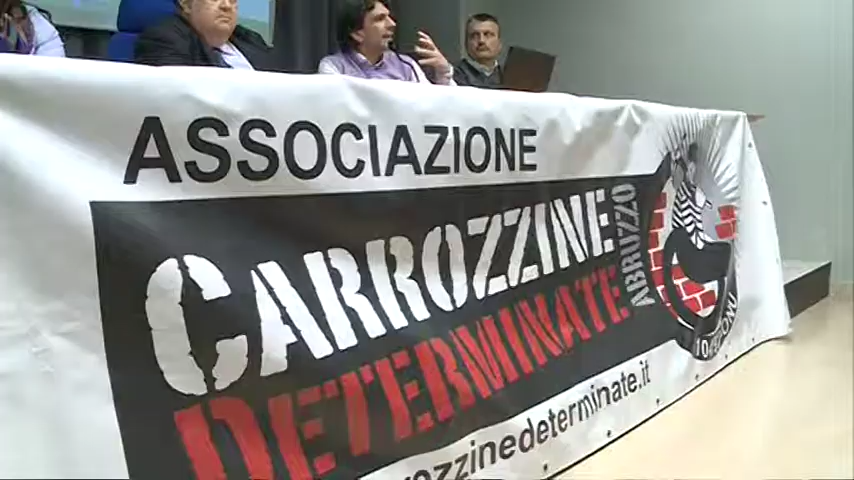 ASSOCIAZIONE
CARROZZINE
ABRUZZO
DETERMINATE
ozzinedeterminate.it